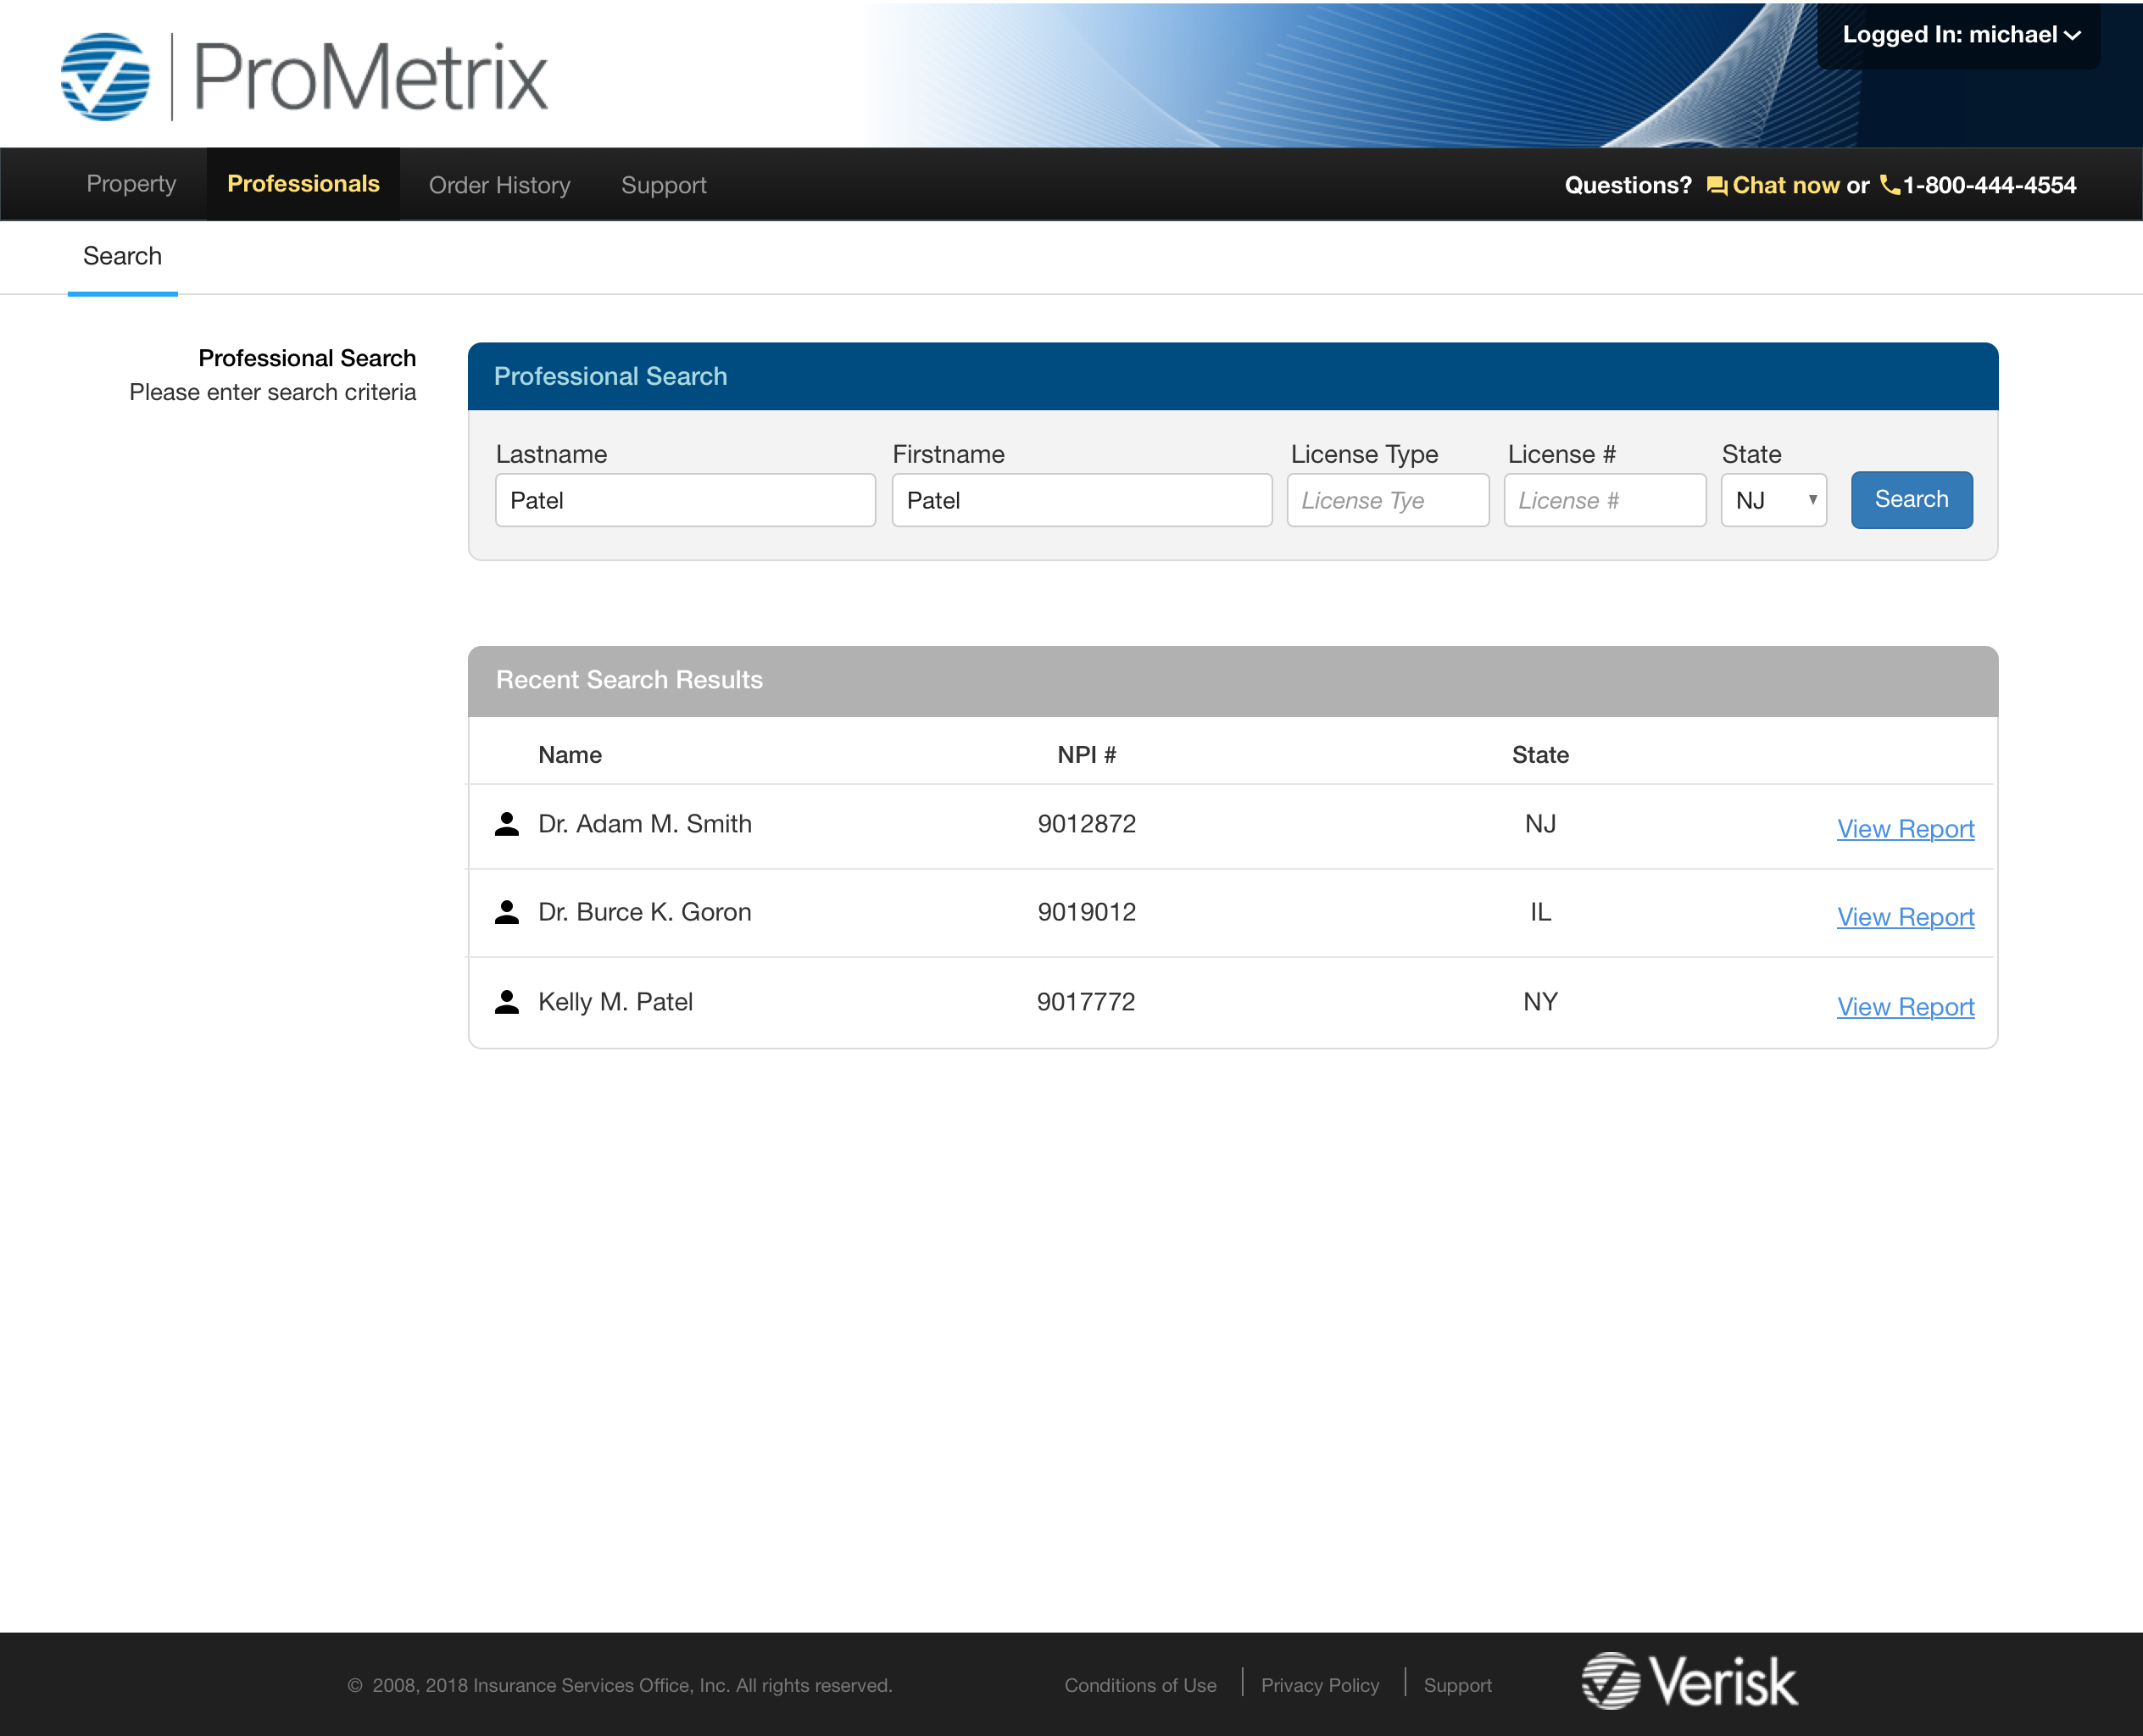 ProMetrix
Logged In: michael
Property Professionals Order History Support Questions? Chat now or 1-800-444-4554
Search
Professional Search
Please enter search criteria
Professional Search
Lastname Firstname License Type License # State
Patel Patel License Tye License # NJ Search
Recent Search Results
Name NPI # State
Dr. Adam M. Smith 9012872 NJ View Report
Dr. Burce K. Goron 9019012 IL View Report
Kelly M. Patel 9017772 NY View Report
© 2008, 2018 Insurance Services Office, Inc. All rights reserved. Conditions of Use Privacy Policy Support Verisk